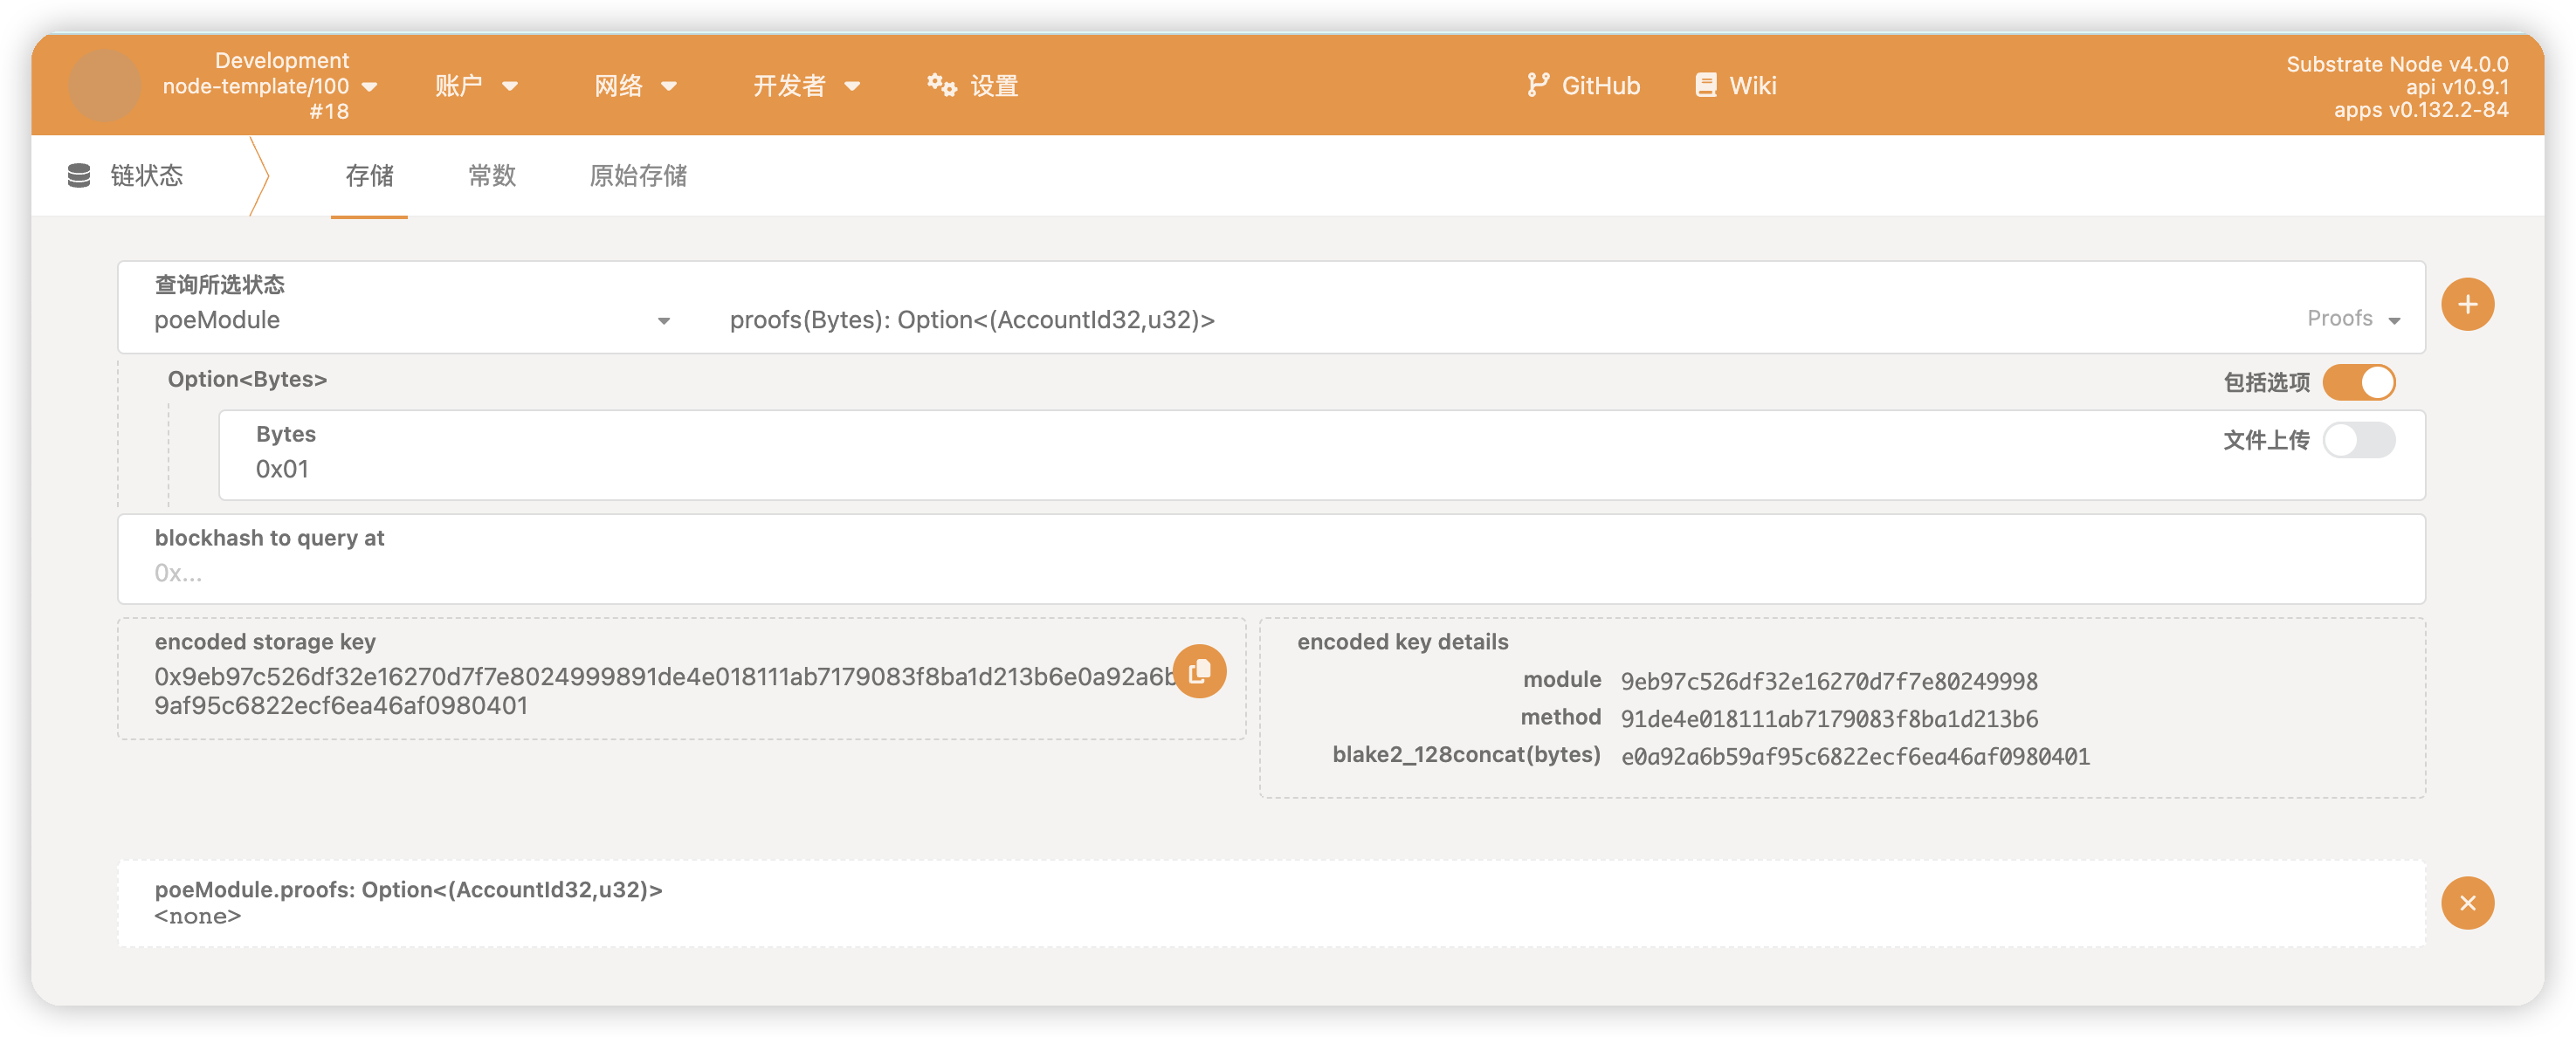 Development
node-template/100
#18
账户
网络
开发者
设置
GitHub
Wiki
Substrate Node v4.0.0
api v10.9.1
apps v0.132.2-84
链状态
存储
常数
原始存储
查询所选状态
poeModule
proofs(Bytes): Option<(AccountId32,u32)>
Proofs
Option<Bytes>
包括选项
Bytes
文件上传
0x01
blockhash to query at
0x...
encoded storage key
0x9eb97c526df32e16270d7f7e8024999891de4e018111ab7179083f8ba1d213b6e0a92a6b
9af95c6822ecf6ea46af0980401
encoded key details
module 9eb97c526df32e16270d7f7e80249998
method 91de4e018111ab7179083f8ba1d213b6
blake2_128concat(bytes) e0a92a6b59af95c6822ecf6ea46af0980401
poeModule.proofs: Option<(AccountId32,u32)>
<none>